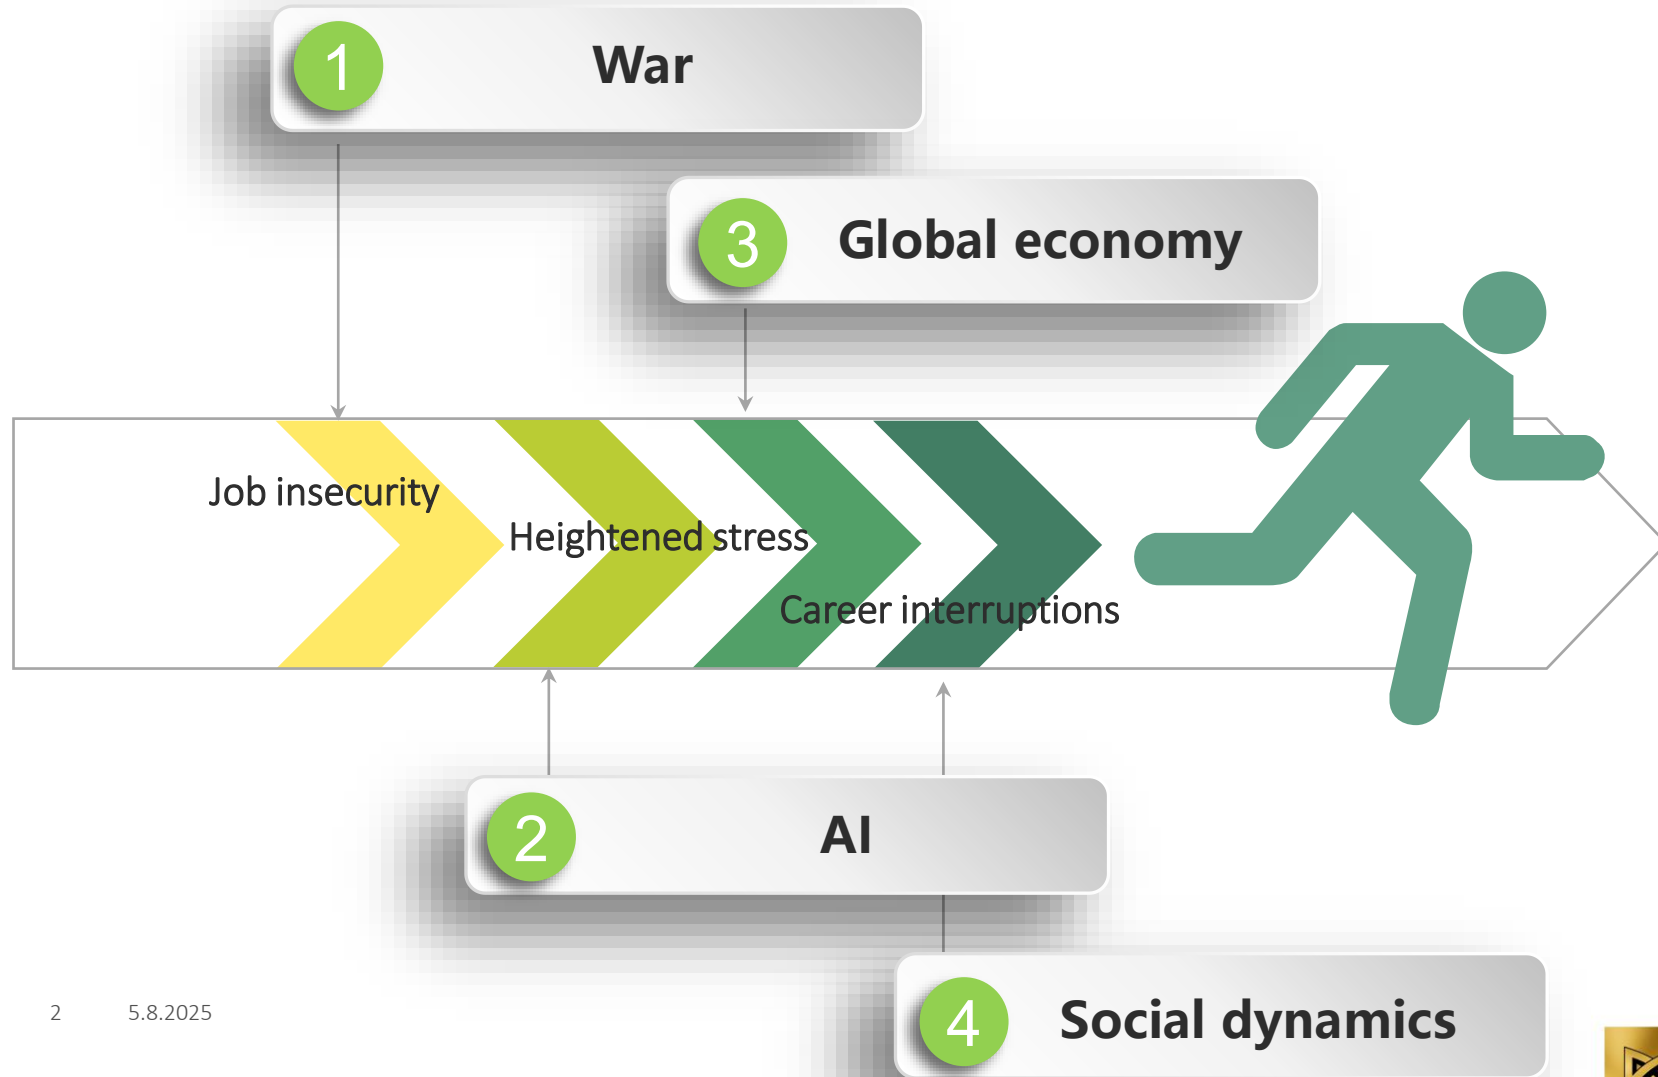 1 War
3 Global economy
Job insecurity
Heightened stress
Career interruptions
2 AI
4 Social dynamics
2 5.8.2025